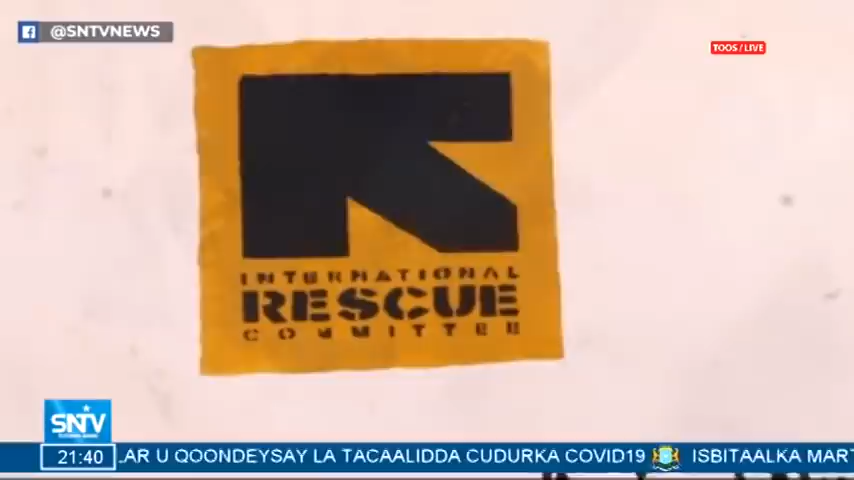 @SNTVNEWS
TOOS/LIVE
INTERNATIONAL
RESCUE
COMMITTEE
SNTV
21:40
LAR U QOONDEYSAY LA TACAALIDDA CUDURKA COVID19 ISBITAALKA MART